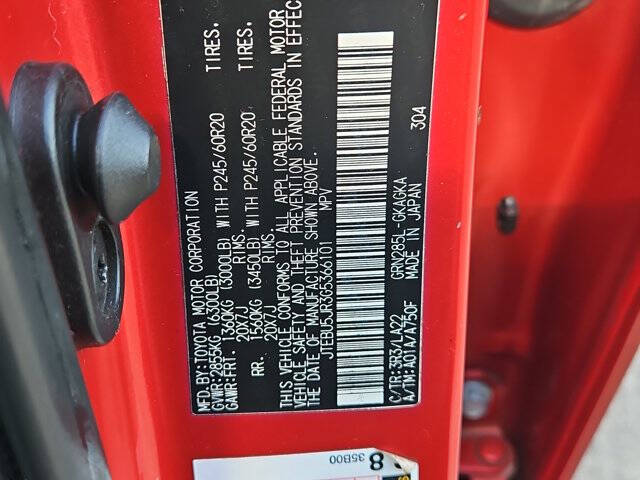 MFD.BY:TOYOTA MOTOR CORPORATION
GVWR:2855KG (6300LB)
GAWR:FRT. 1360KG (3000LB) WITH P245/60R20 TIRES.
20X7J RIMS.
RR. 1560KG (3450LB) WITH P245/60R20 TIRES.
20X7J RIMS.
THIS VEHICLE CONFORMS TO ALL APPLICABLE FEDERAL MOTOR
VEHICLE SAFETY AND THEFT PREVENTION STANDARDS IN EFFEC
ON THE DATE OF MANUFACTURE SHOWN ABOVE.
JTEBU5JR3G5366101 MPV
304
C/TR:3R3/LA22 GRN285L-GKAGKA
A/TM:A01A/A750F MADE IN JAPAN
8
35B00